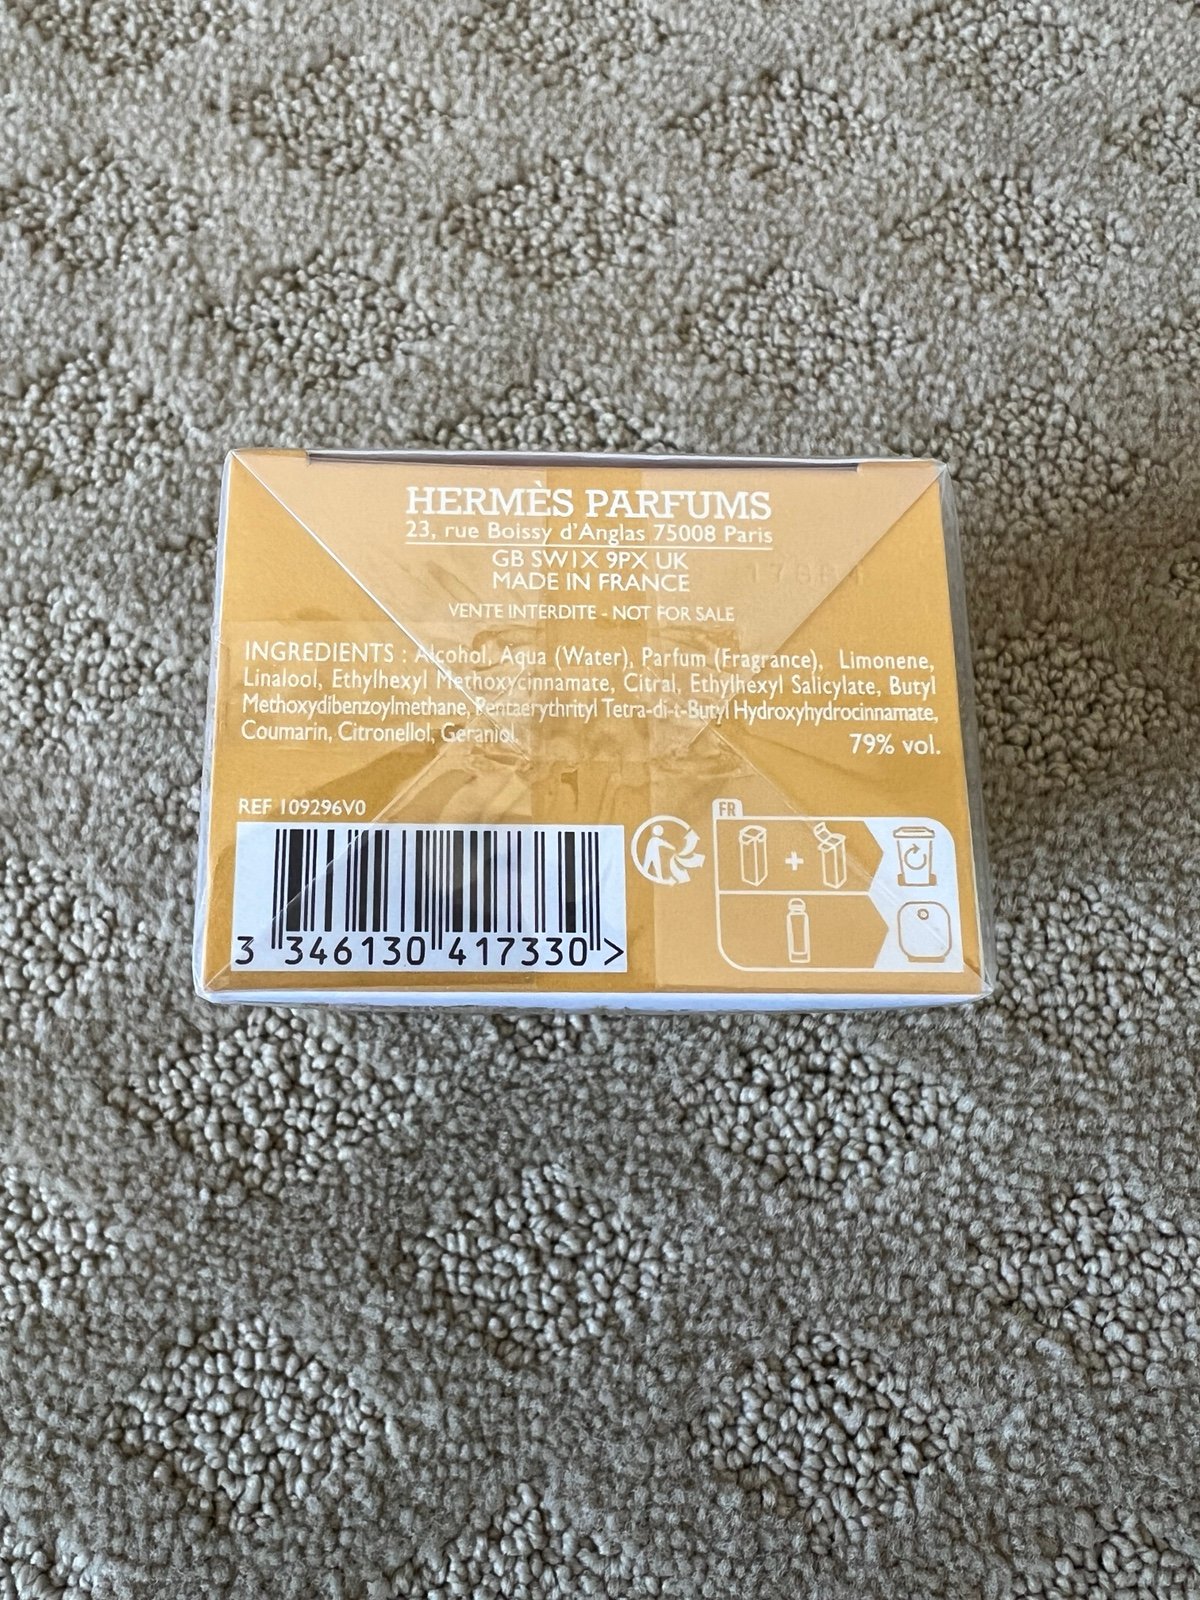 HERMÈS PARFUMS
23, rue Boissy d'Anglas 75008 Paris
GB SW1X 9PX UK
MADE IN FRANCE
VENTE INTERDITE - NOT FOR SALE
INGREDIENTS : Alcohol, Aqua (Water), Parfum (Fragrance), Limonene,
Linalool, Ethylhexyl Methoxycinnamate, Citral, Ethylhexyl Salicylate, Butyl
Methoxydibenzoylmethane, Pentaerythrityl Tetra-di-t-Butyl Hydroxyhydrocinnamate,
Coumarin, Citronellol, Geraniol.
79% vol.
REF 109296V0
FR
+
3 346130 417330 >